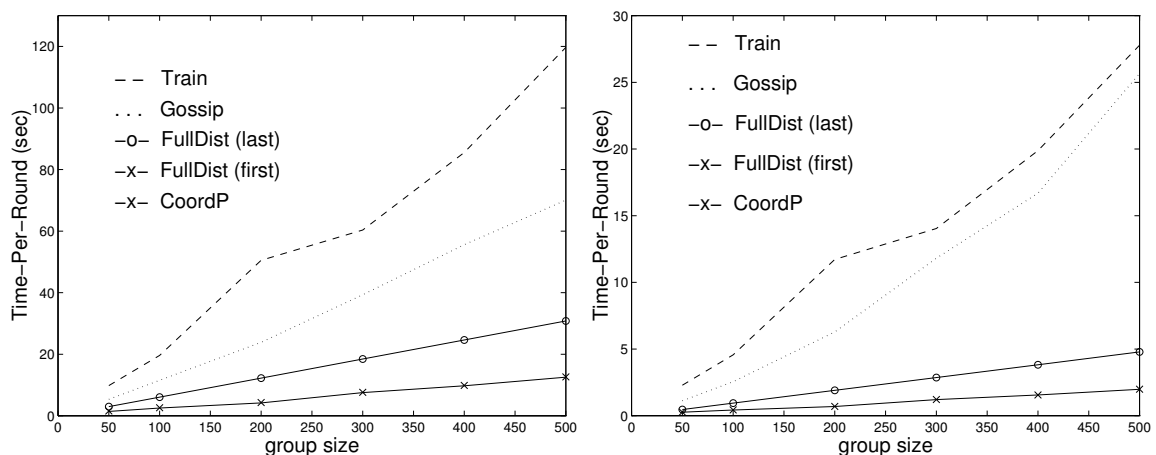 120
100
80
60
40
20
0
Time-Per-Round (sec)
– – Train
. . . Gossip
–o– FullDist (last)
–x– FullDist (first)
–x– CoordP
0 50 100 150 200 250 300 350 400 450 500
group size
30
25
20
15
10
5
0
Time-Per-Round (sec)
– – Train
. . . Gossip
–o– FullDist (last)
–x– FullDist (first)
–x– CoordP
0 50 100 150 200 250 300 350 400 450 500
group size